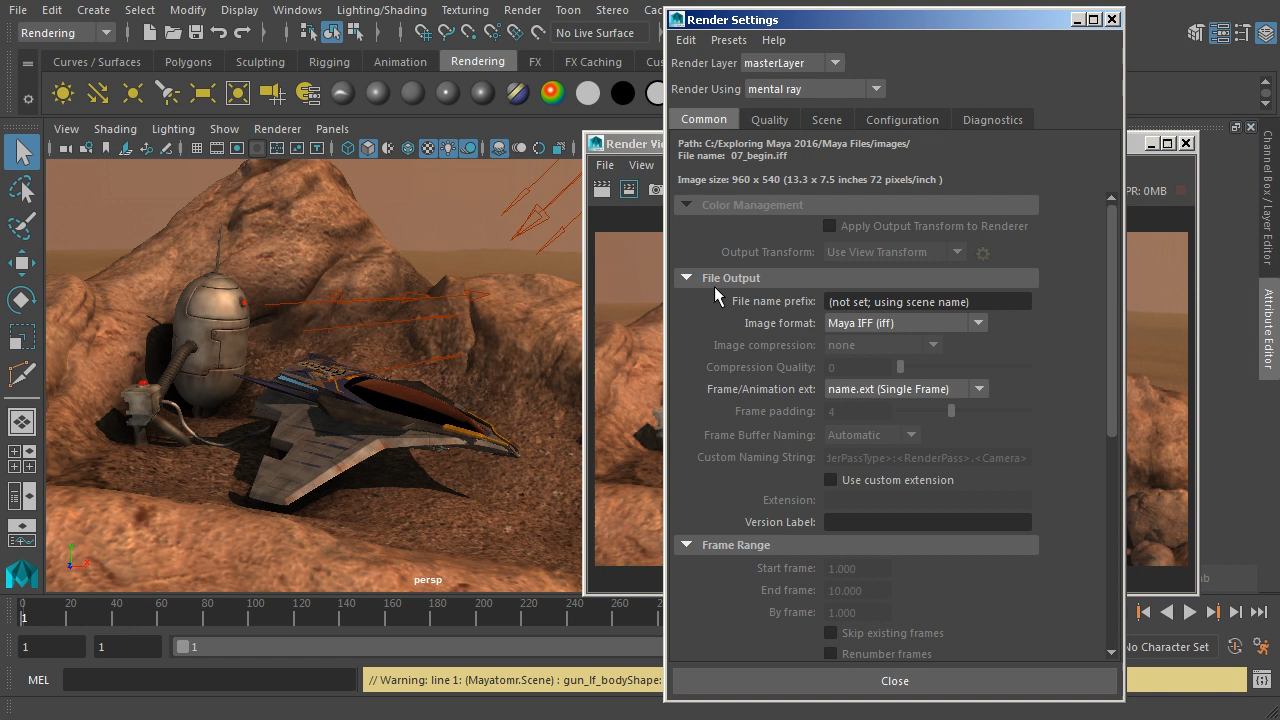 File Edit Create Select Modify Display Windows Lighting/Shading Texturing Render Toon Stereo
Rendering
No Live Surface
Curves / Surfaces Polygons Sculpting Rigging Animation Rendering FX FX Caching
View Shading Lighting Show Renderer Panels
persp
Render Settings
Edit Presets Help
Render Layer masterLayer
Render Using mental ray
Common Quality Scene Configuration Diagnostics
Path: C:/Exploring Maya 2016/Maya Files/images/
File name: 07_begin.iff
Image size: 960 x 540 (13.3 x 7.5 inches 72 pixels/inch )
Color Management
Apply Output Transform to Renderer
Output Transform: Use View Transform
File Output
File name prefix: (not set; using scene name)
Image format: Maya IFF (iff)
Image compression: none
Compression Quality: 0
Frame/Animation ext: name.ext (Single Frame)
Frame padding: 4
Frame Buffer Naming: Automatic
Custom Naming String: derPassType>:<RenderPass>.<Camera>
Use custom extension
Extension:
Version Label:
Frame Range
Start frame: 1.000
End frame: 10.000
By frame: 1.000
Skip existing frames
Renumber frames
Close
Render Vi
File View
PR: 0MB
Channel Box / Layer Editor
Attribute Editor
0 20 40 60 80 100 120 140 160 180 200 220 240 260
1
1 1 1
No Character Set
MEL
// Warning: line 1: (Mayatomr.Scene) : gun_lf_bodyShape: